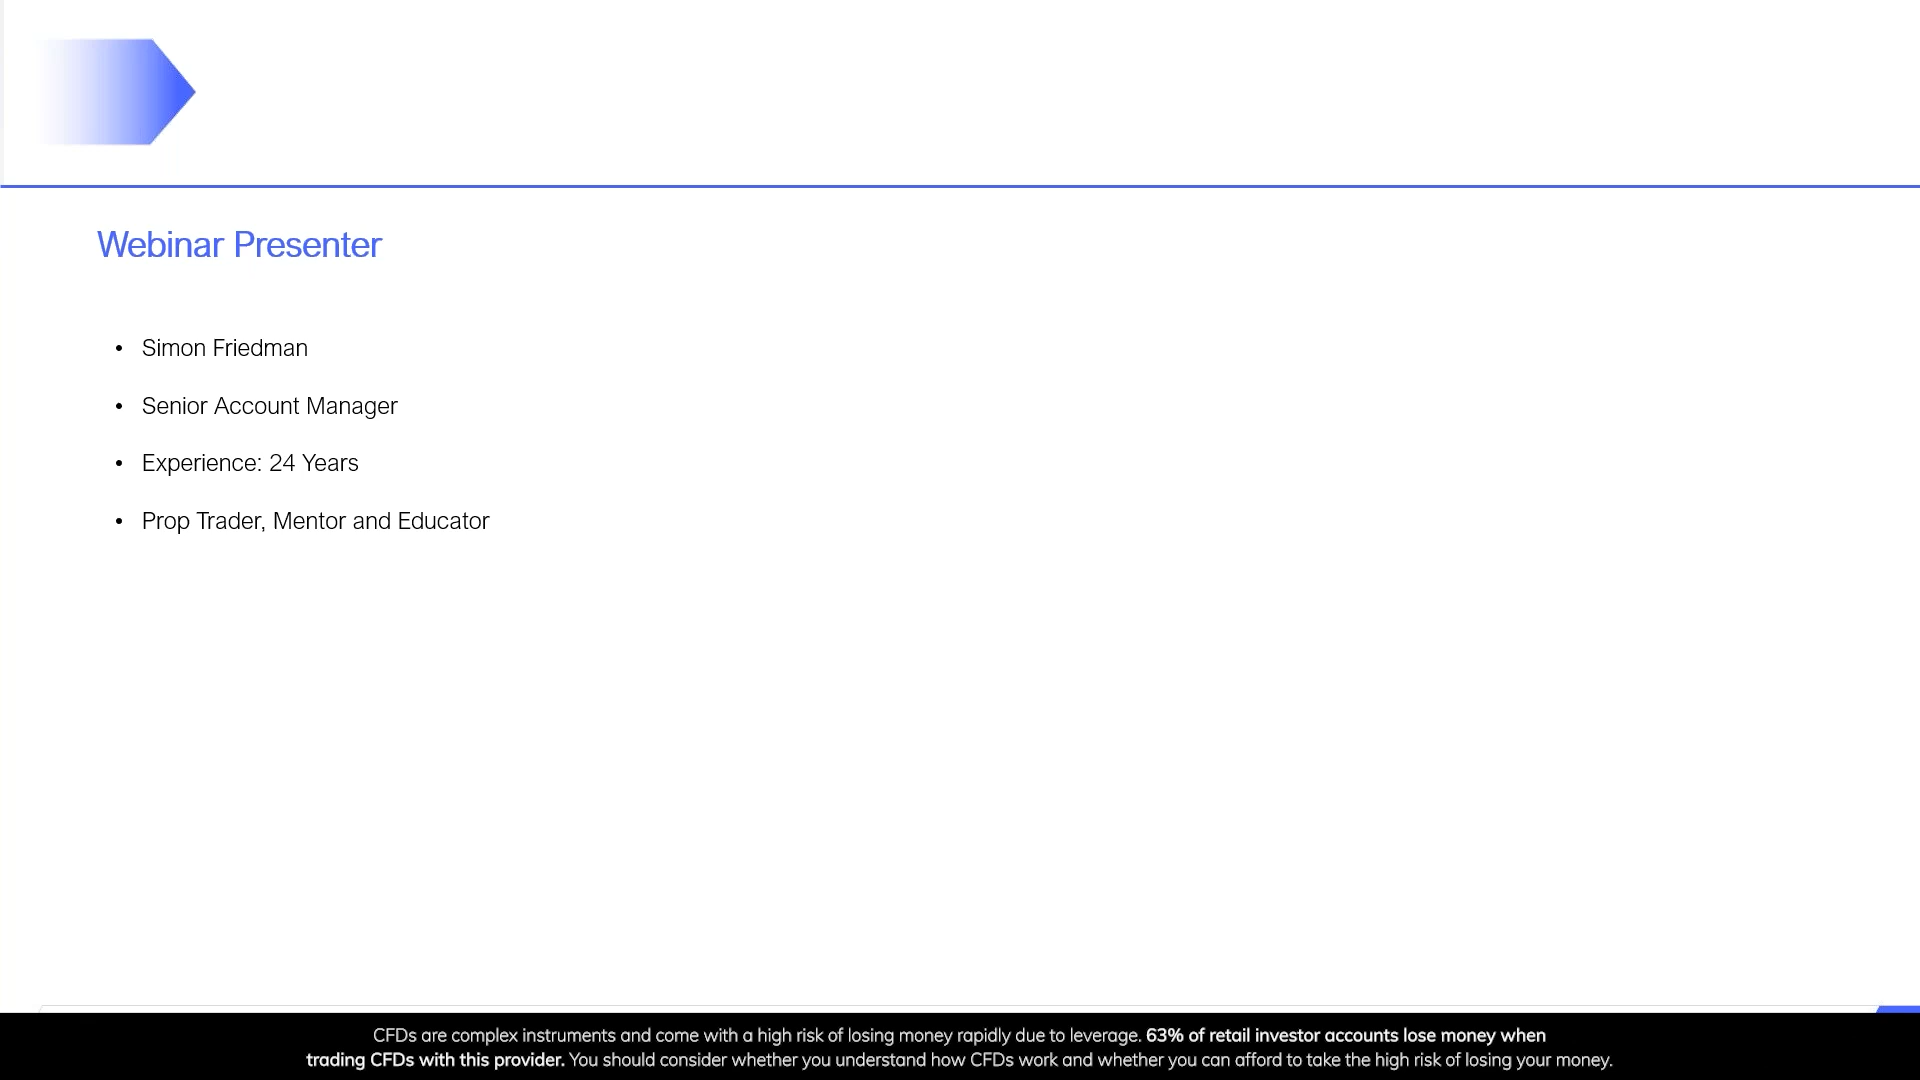 Webinar Presenter
• Simon Friedman
• Senior Account Manager
• Experience: 24 Years
• Prop Trader, Mentor and Educator
CFDs are complex instruments and come with a high risk of losing money rapidly due to leverage. 63% of retail investor accounts lose money when
trading CFDs with this provider. You should consider whether you understand how CFDs work and whether you can afford to take the high risk of losing your money.